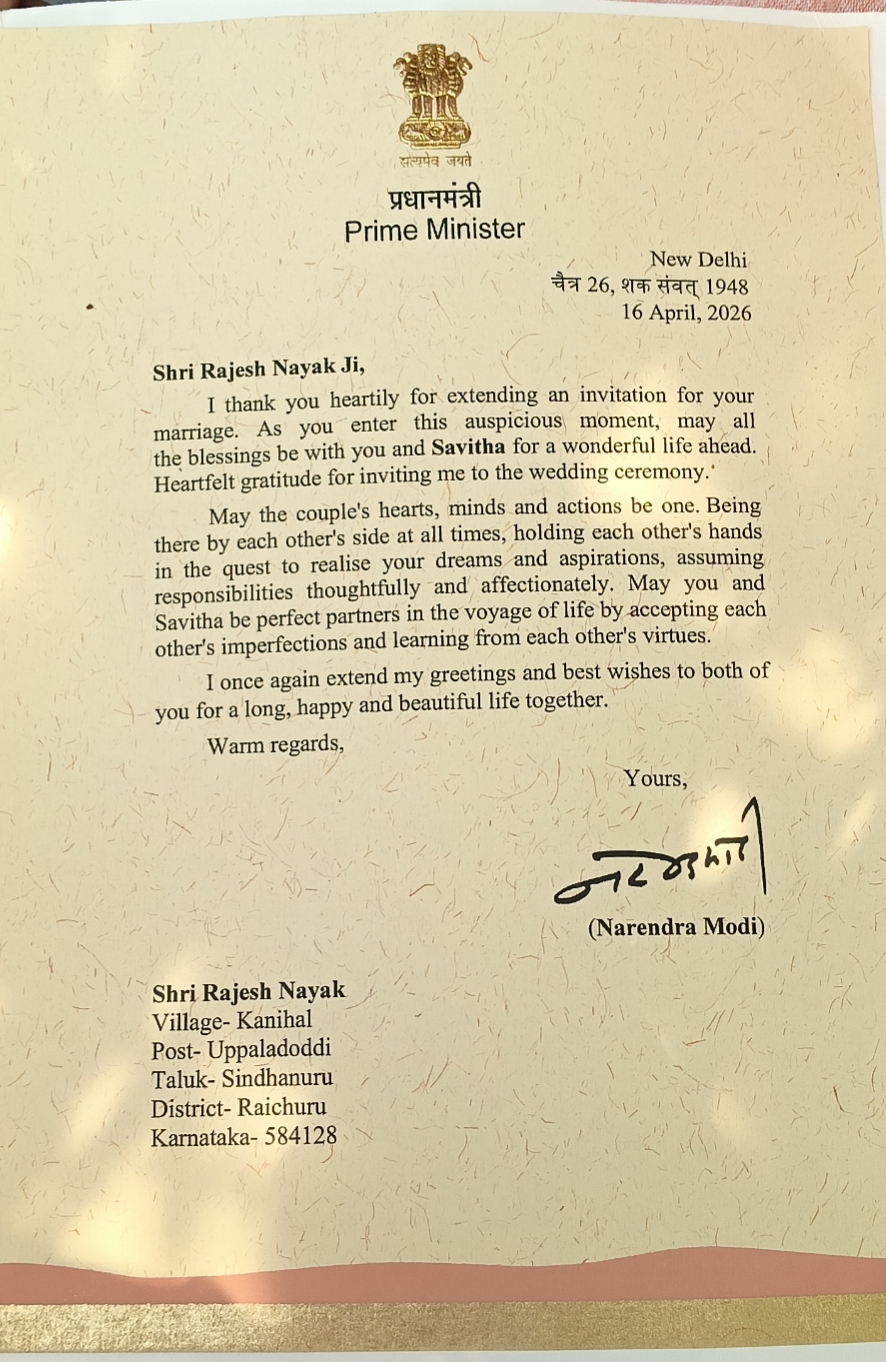 सत्यमेव जयते
प्रधानमंत्री
Prime Minister
New Delhi
चैत्र 26, शक संवत् 1948
16 April, 2026
Shri Rajesh Nayak Ji,
I thank you heartily for extending an invitation for your
marriage. As you enter this auspicious moment, may all
the blessings be with you and Savitha for a wonderful life ahead.
Heartfelt gratitude for inviting me to the wedding ceremony.
May the couple's hearts, minds and actions be one. Being
there by each other's side at all times, holding each other's hands
in the quest to realise your dreams and aspirations, assuming
responsibilities thoughtfully and affectionately. May you and
Savitha be perfect partners in the voyage of life by accepting each
other's imperfections and learning from each other's virtues.
I once again extend my greetings and best wishes to both of
you for a long, happy and beautiful life together.
Warm regards,
Yours,
(Narendra Modi)
Shri Rajesh Nayak
Village- Kanihal
Post- Uppaladoddi
Taluk- Sindhanuru
District- Raichuru
Karnataka- 584128